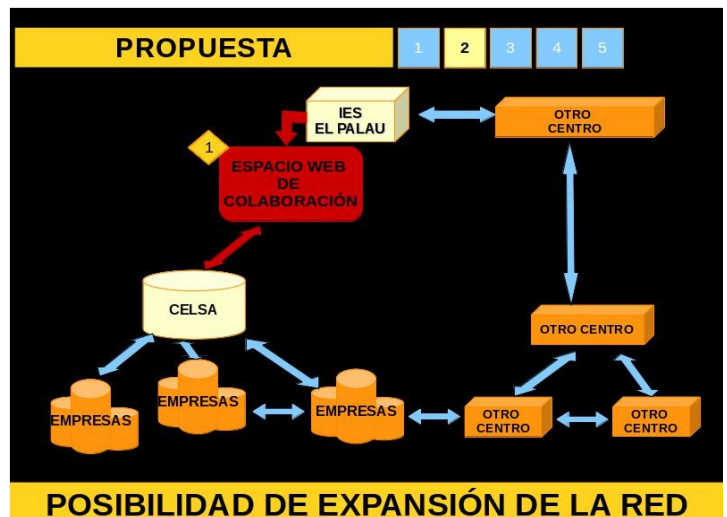 PROPUESTA
1 2 3 4 5
IES
EL PALAU
OTRO
CENTRO
1
ESPACIO WEB
DE
COLABORACIÓN
CELSA
OTRO CENTRO
EMPRESAS
EMPRESAS
EMPRESAS
OTRO
CENTRO
OTRO
CENTRO
POSIBILIDAD DE EXPANSIÓN DE LA RED